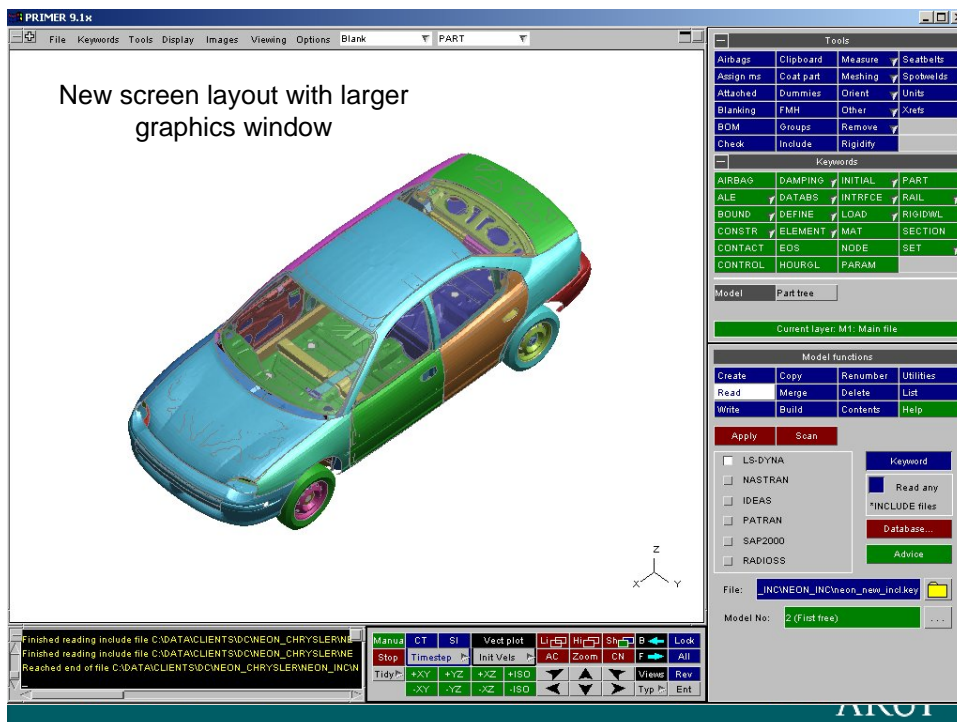 PRIMER 9.1x
File Keywords Tools Display Images Viewing Options Blank PART
New screen layout with larger
graphics window
Z
X Y
Tools
Airbags Clipboard Measure Seatbelts
Assign ms Coat part Meshing Spotwelds
Attached Dummies Orient Units
Blanking FMH Other Xrefs
BOM Groups Remove
Check Include Rigidify
Keywords
AIRBAG DAMPING INITIAL PART
ALE DATABS INTRFCE RAIL
BOUND DEFINE LOAD RIGIDWL
CONSTR ELEMENT MAT SECTION
CONTACT EOS NODE SET
CONTROL HOURGL PARAM
Model Part tree
Current layer: M1: Main file
Model functions
Create Copy Renumber Utilities
Read Merge Delete List
Write Build Contents Help
Apply Scan
LS-DYNA Keyword
NASTRAN Read any
IDEAS *INCLUDE files
PATRAN Database...
SAP2000
RADIOSS Advice
File: _INC\NEON_INC\neon_new_incl.key
Model No: 2 (First free) ...
Finished reading include file C:\DATA\CLIENTS\DC\NEON_CHRYSLER\NE
Finished reading include file C:\DATA\CLIENTS\DC\NEON_CHRYSLER\NE
Reached end of file C:\DATA\CLIENTS\DC\NEON_CHRYSLER\NEON_INC\N
Manua CT SI Vect plot Li Hi Sh B Lock
Stop Timestep Init Vels AC Zoom CN F All
Tidy +XY +YZ +XZ +ISO Views Rev
-XY -YZ -XZ -ISO Typ Ent
ARUP